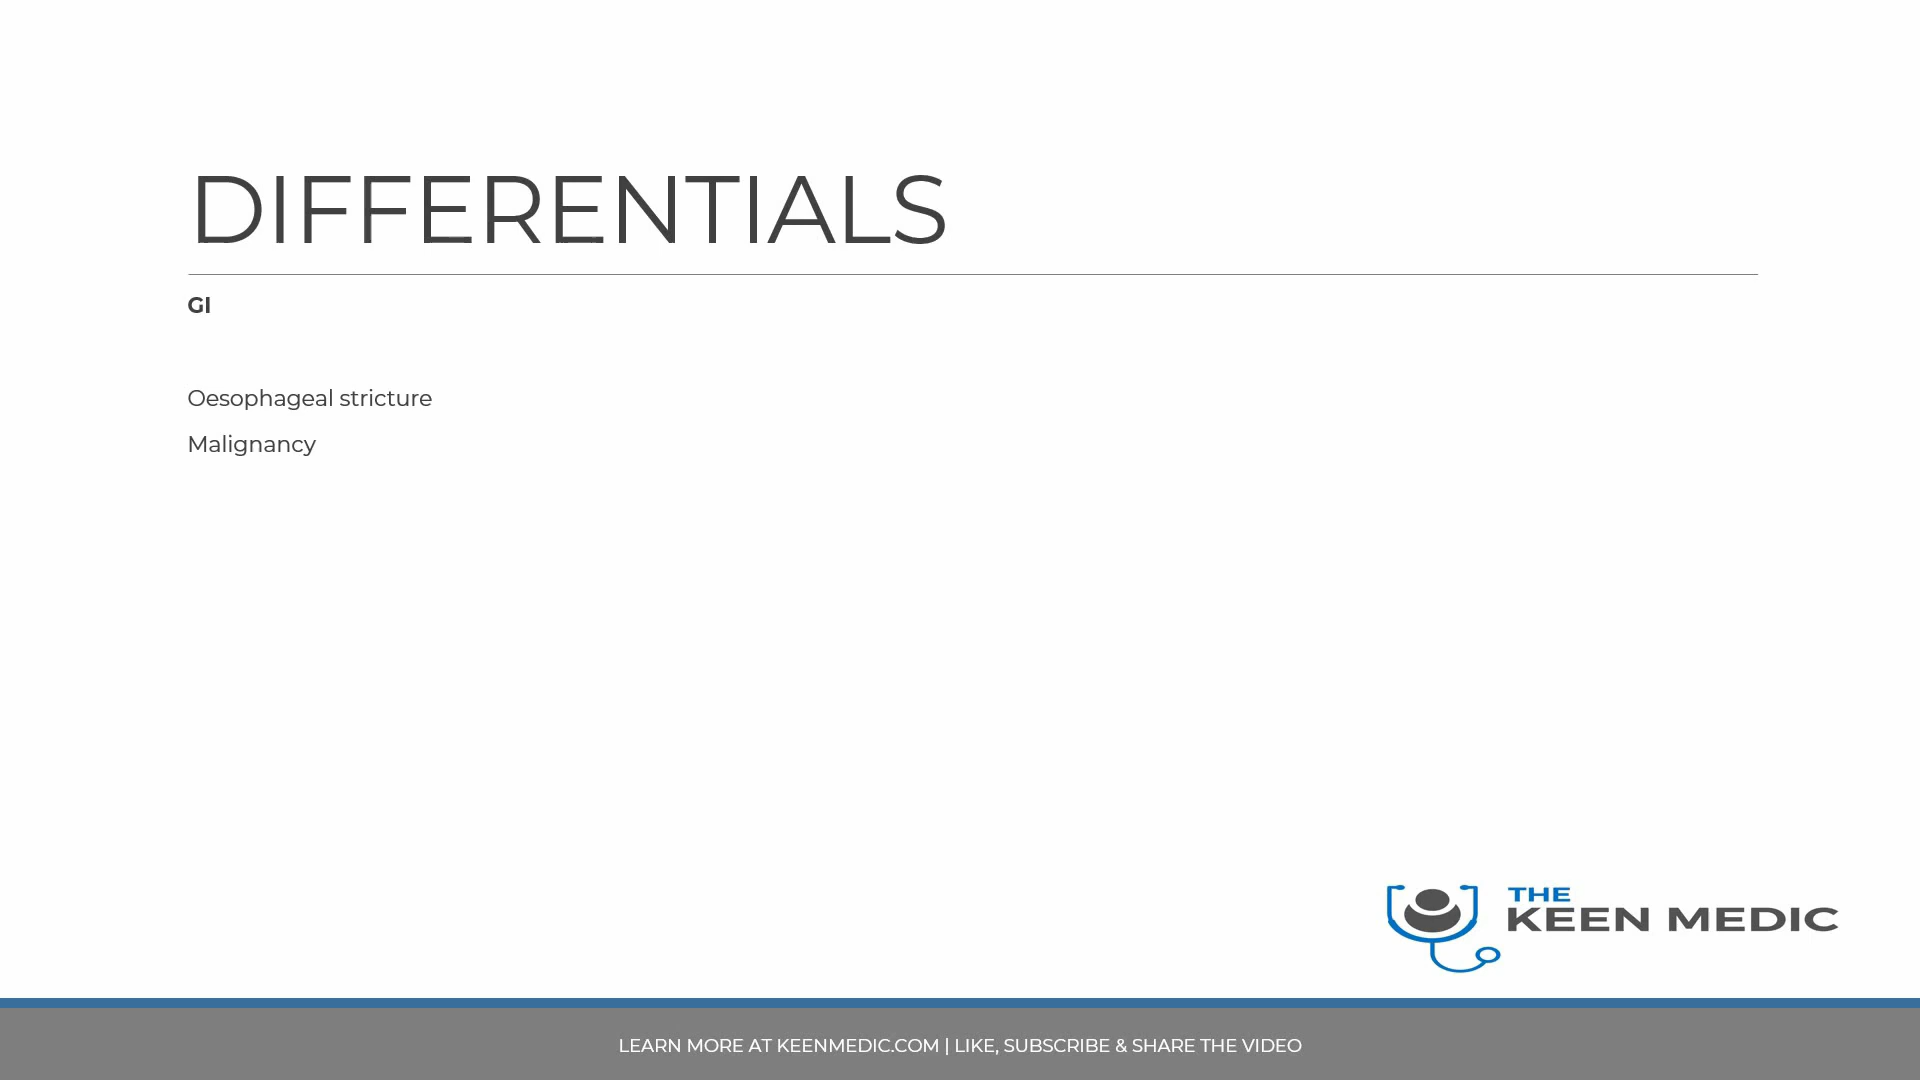 DIFFERENTIALS
GI
Oesophageal stricture
Malignancy
THE
KEEN MEDIC
LEARN MORE AT KEENMEDIC.COM | LIKE, SUBSCRIBE & SHARE THE VIDEO